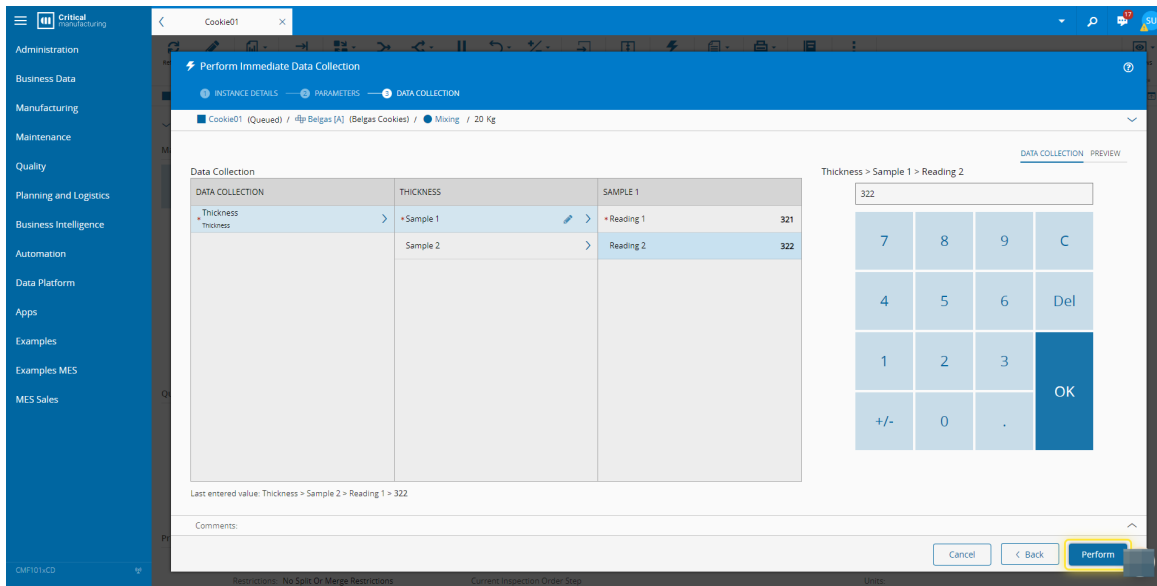 Critical manufacturing
Cookie01
17
SU
Administration
Business Data
Manufacturing
Maintenance
Quality
Planning and Logistics
Business Intelligence
Automation
Data Platform
Apps
Examples
Examples MES
MES Sales
CMF101xCD
Perform Immediate Data Collection
1 INSTANCE DETAILS 2 PARAMETERS 3 DATA COLLECTION
Cookie01 (Queued) / Belgas [A] (Belgas Cookies) / Mixing / 20 Kg
DATA COLLECTION PREVIEW
Data Collection
Thickness > Sample 1 > Reading 2
DATA COLLECTION THICKNESS SAMPLE 1
322
* Thickness
Thickness
* Sample 1
* Reading 1 321
Sample 2
Reading 2 322
7 8 9 C
4 5 6 Del
1 2 3
OK
+/- 0 .
Last entered value: Thickness > Sample 2 > Reading 1 > 322
Comments:
Cancel < Back Perform
Restrictions: No Split Or Merge Restrictions Current Inspection Order Step Units: